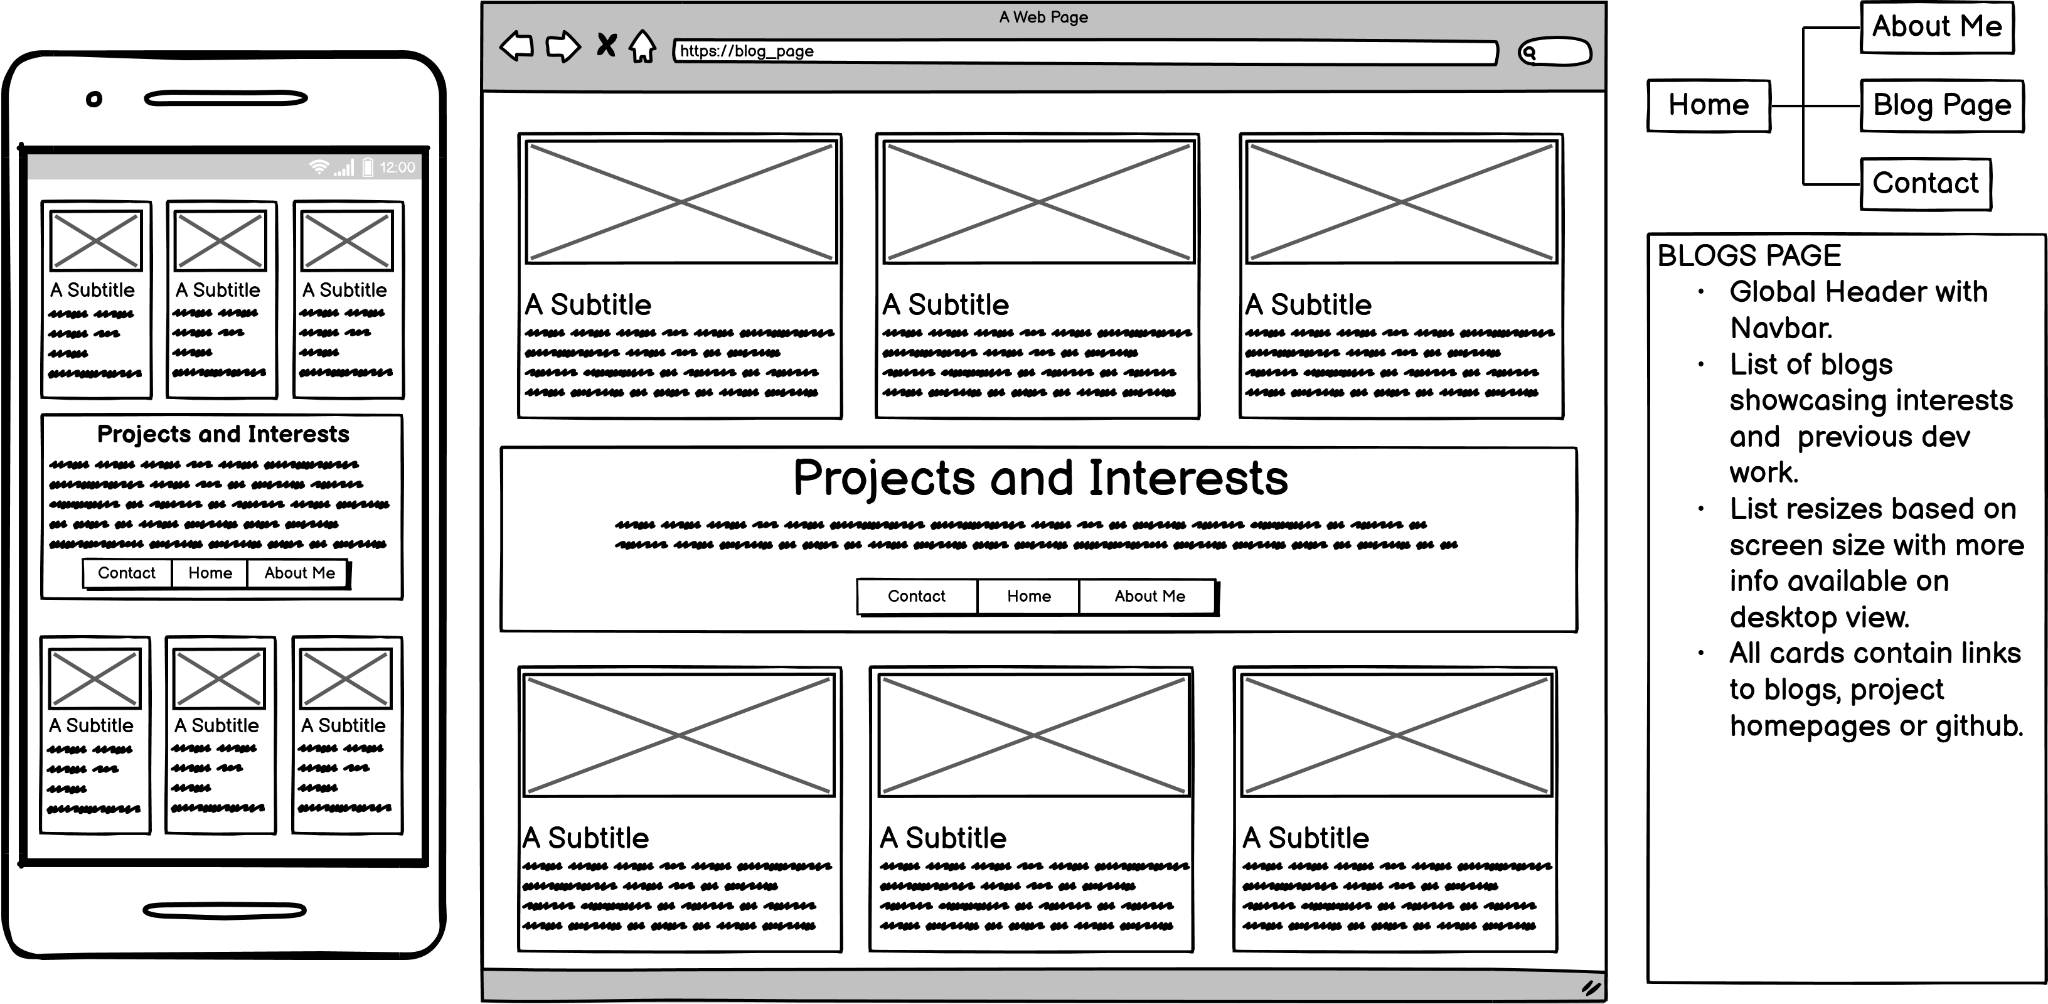 12:00
A Subtitle A Subtitle A Subtitle
Projects and Interests
Contact Home About Me
A Subtitle A Subtitle A Subtitle
A Web Page
https://blog_page
A Subtitle A Subtitle A Subtitle
Projects and Interests
Contact Home About Me
A Subtitle A Subtitle A Subtitle
About Me
Home Blog Page
Contact
BLOGS PAGE
• Global Header with
Navbar.
• List of blogs
showcasing interests
and  previous dev
work.
• List resizes based on
screen size with more
info available on
desktop view.
• All cards contain links
to blogs, project
homepages or github.